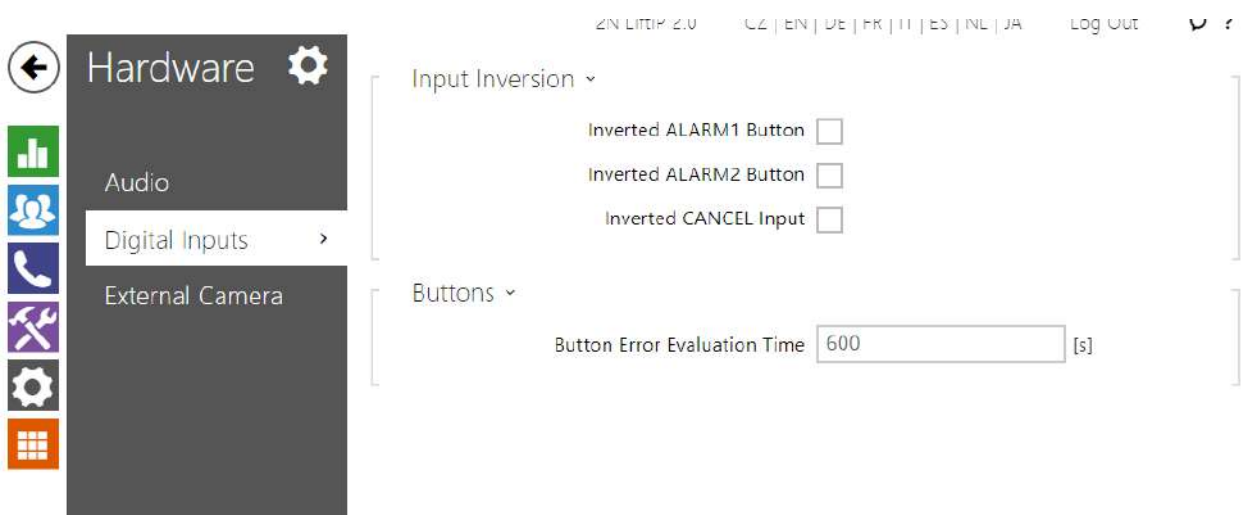 2N LiftIP 2.0 CZ | EN | DE | FR | IT | ES | NL | JA Log Out ?
Hardware
Audio
Digital Inputs >
External Camera
Input Inversion
Inverted ALARM1 Button
Inverted ALARM2 Button
Inverted CANCEL Input
Buttons
Button Error Evaluation Time 600 [s]